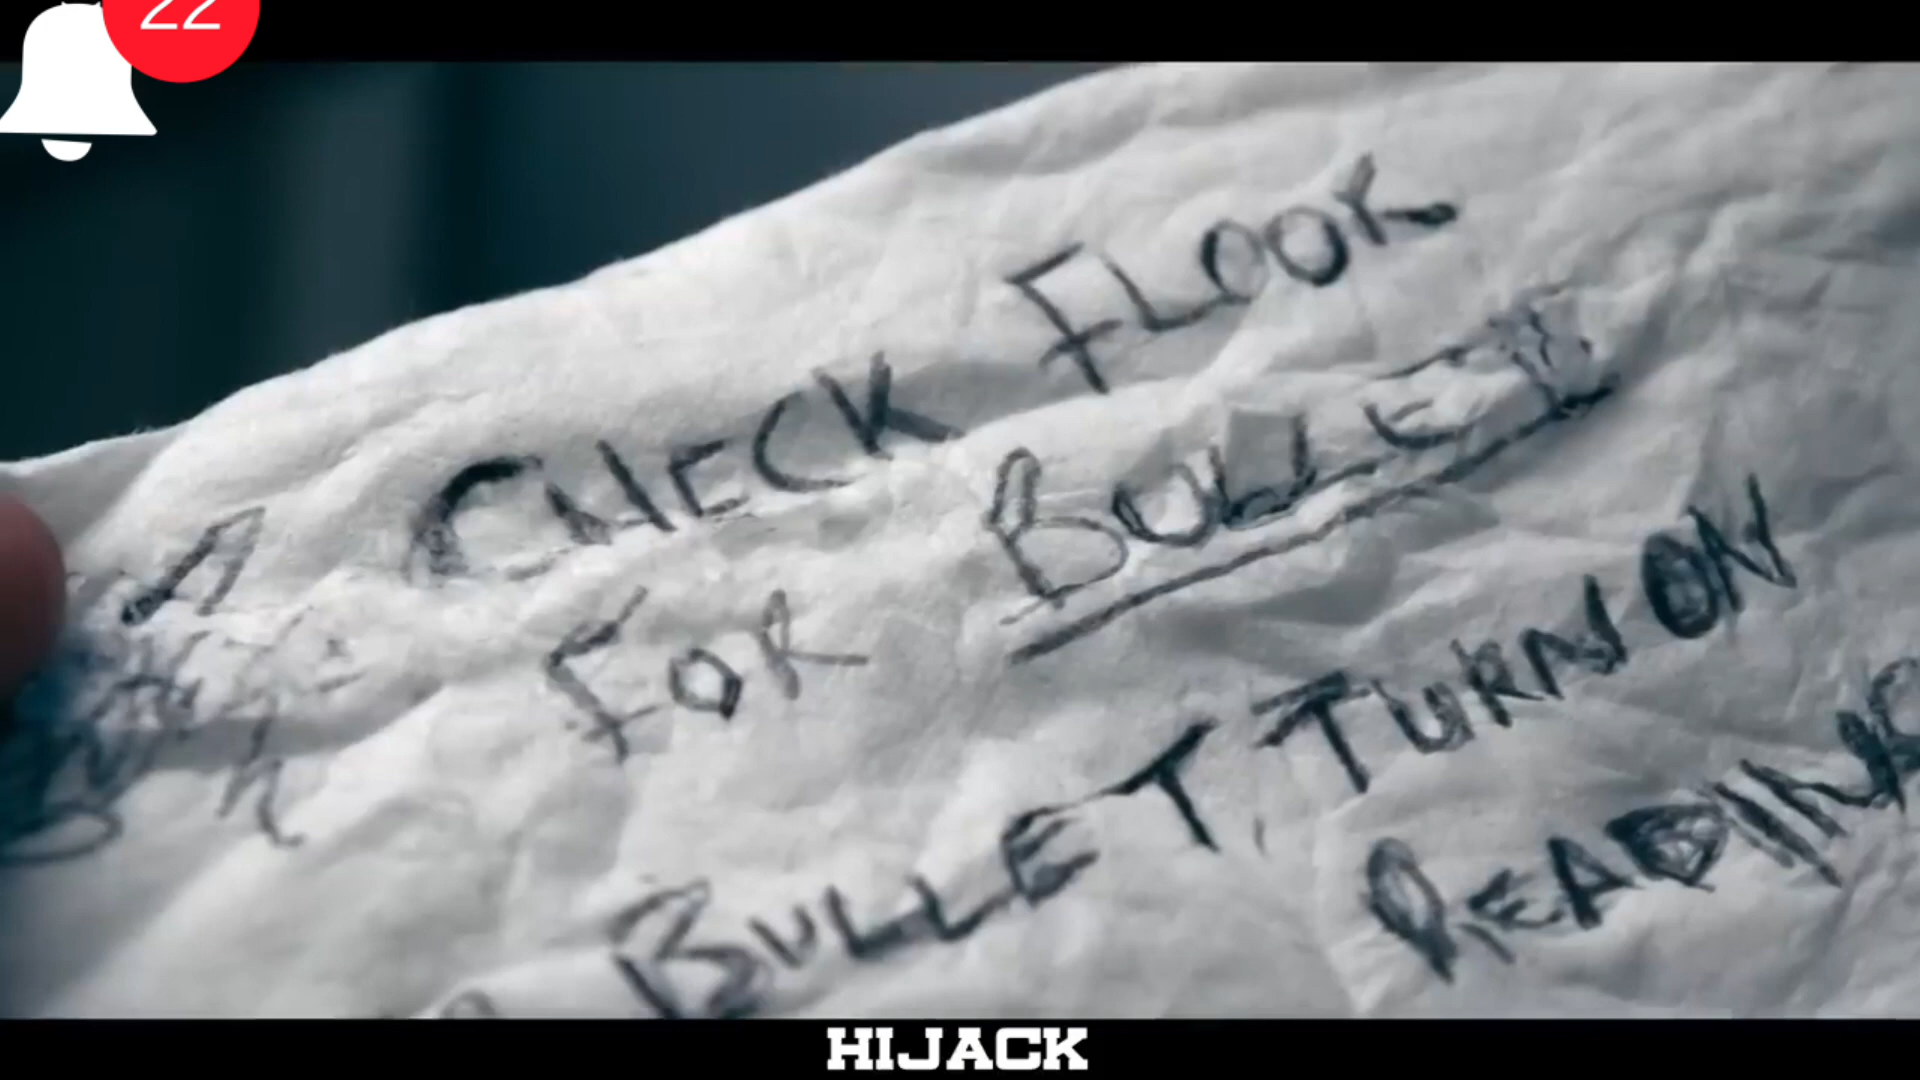 22
CHECK FLOOR
FOR BULLET
BULLET, TURN ON
READING
HIJACK